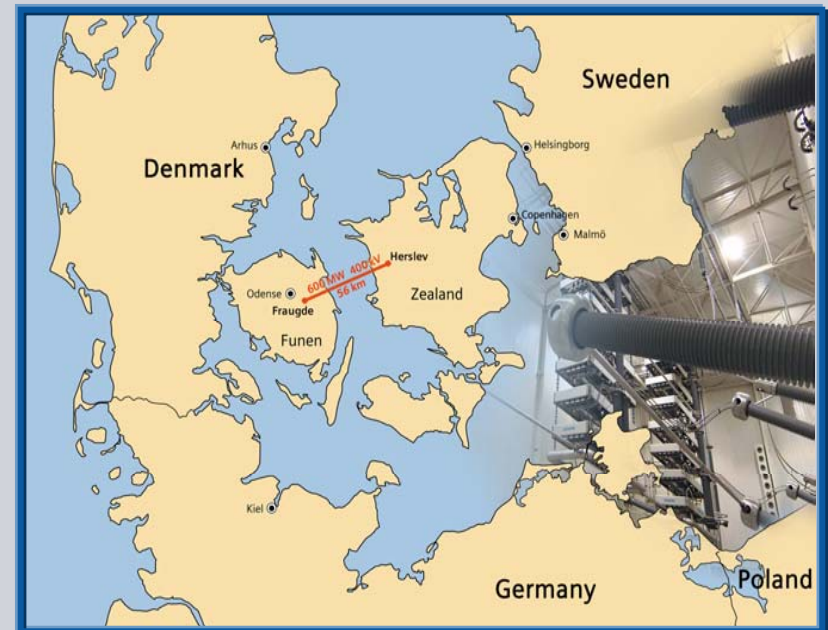 Sweden
Arhus
Helsingborg
Denmark
Copenhagen
Malmö
Herslev
600 MW 400 kV
56 km
Odense
Zealand
Fraugde
Funen
Kiel
Germany
Poland